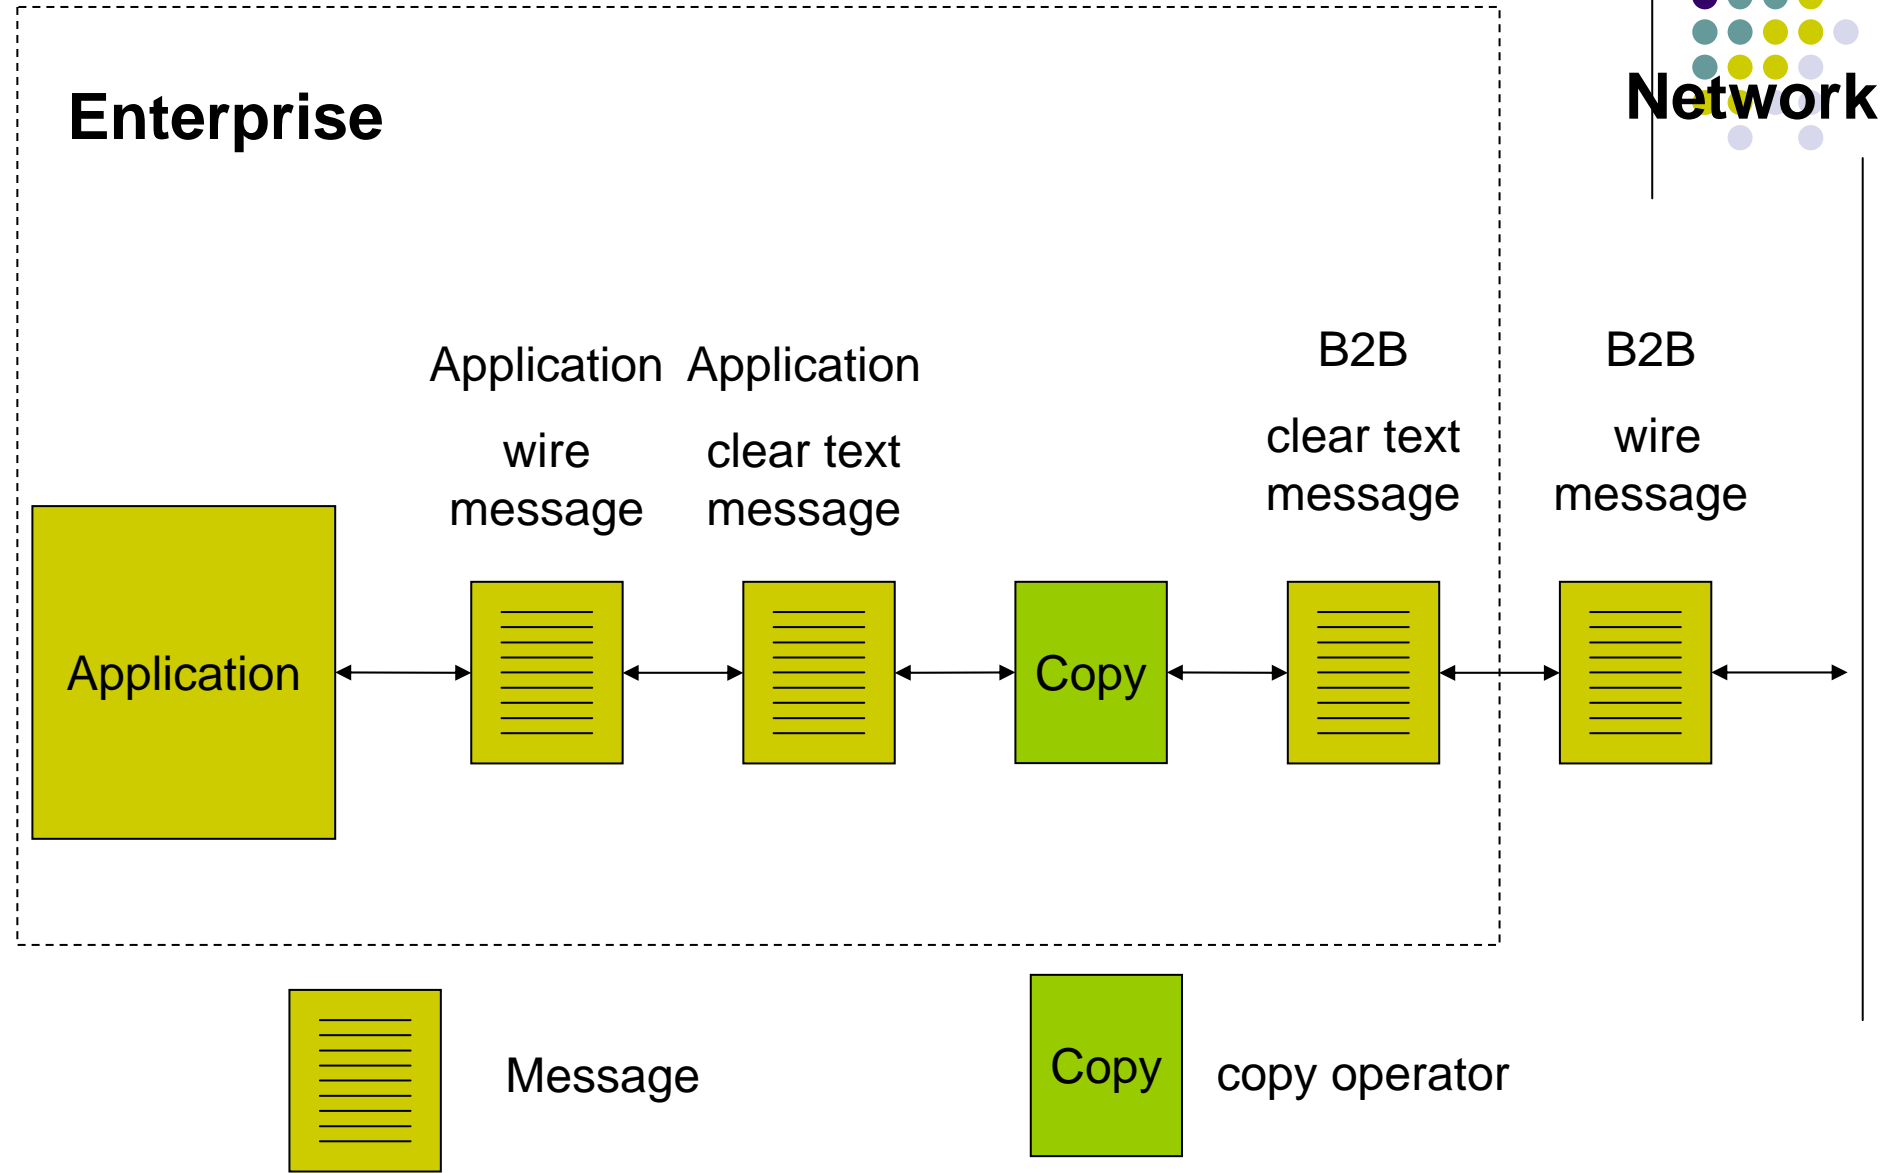 Enterprise
Network
Application
wire
message
Application
clear text
message
B2B
clear text
message
B2B
wire
message
Application
Copy
Message
Copy
copy operator